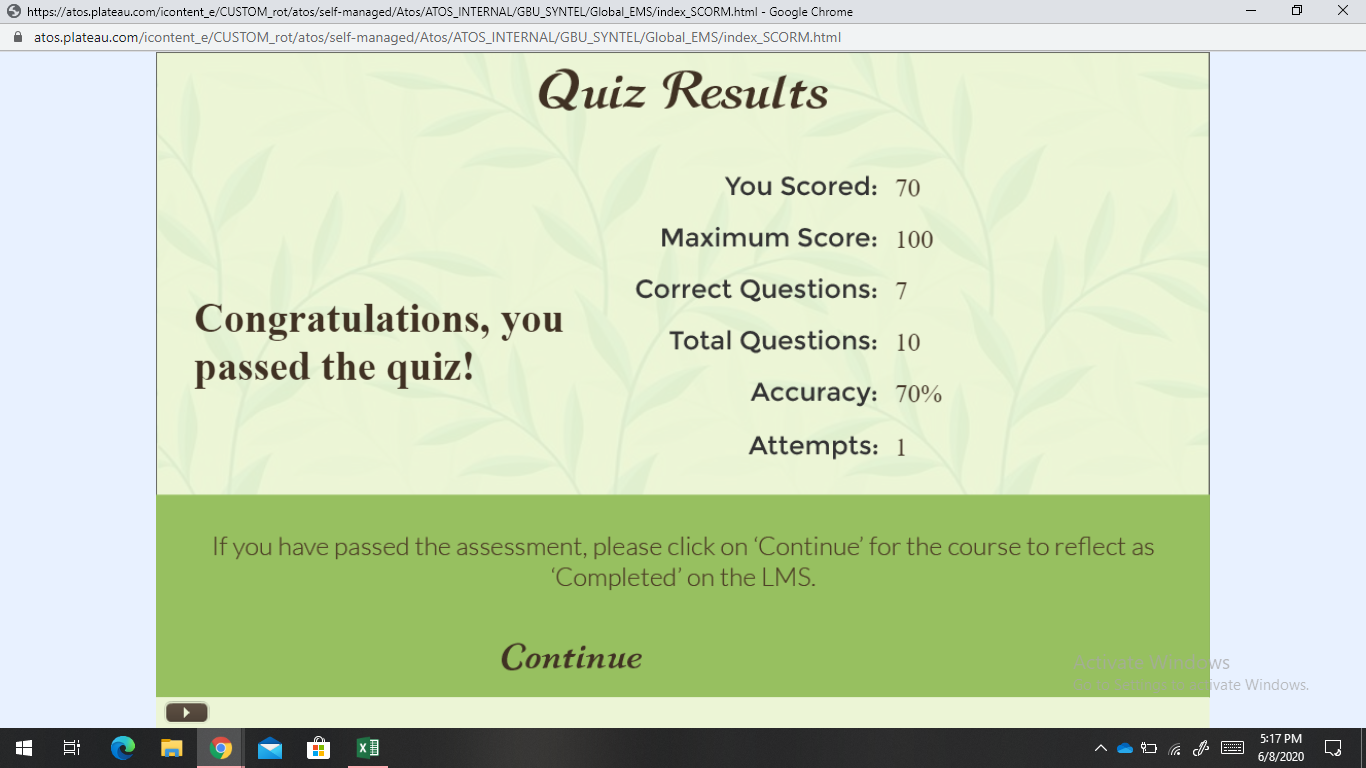 https://atos.plateau.com/icontent_e/CUSTOM_rot/atos/self-managed/Atos/ATOS_INTERNAL/GBU_SYNTEL/Global_EMS/index_SCORM.html - Google Chrome
atos.plateau.com/icontent_e/CUSTOM_rot/atos/self-managed/Atos/ATOS_INTERNAL/GBU_SYNTEL/Global_EMS/index_SCORM.html
Quiz Results
You Scored: 70
Maximum Score: 100
Correct Questions: 7
Total Questions: 10
Accuracy: 70%
Attempts: 1
Congratulations, you
passed the quiz!
If you have passed the assessment, please click on ‘Continue’ for the course to reflect as
‘Completed’ on the LMS.
Continue
Activate Windows
Activate Windows.
5:17 PM
6/8/2020